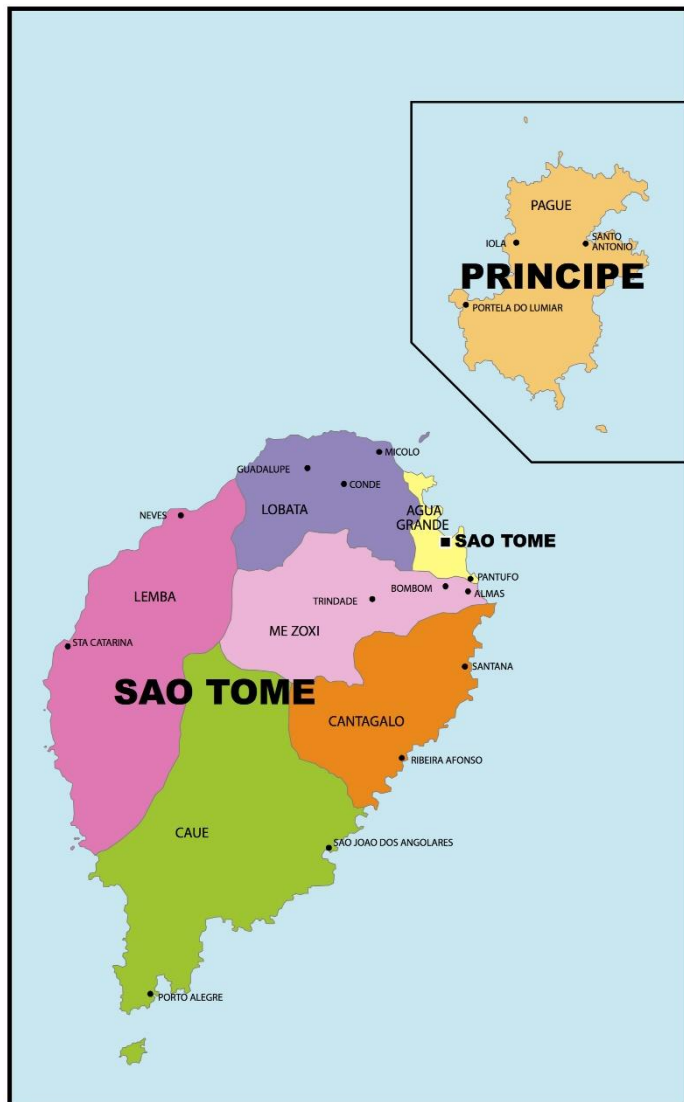 PAGUE
IOLA
SANTO
ANTONIO
PRINCIPE
PORTELA DO LUMIAR
MICOLO
GUADALUPE
CONDE
LOBATA
AGUA
GRANDE
NEVES
SAO TOME
PANTUFO
BOMBOM
ALMAS
LEMBA
TRINDADE
ME ZOXI
STA CATARINA
SANTANA
SAO TOME
CANTAGALO
RIBEIRA AFONSO
CAUE
SAO JOAO DOS ANGOLARES
PORTO ALEGRE